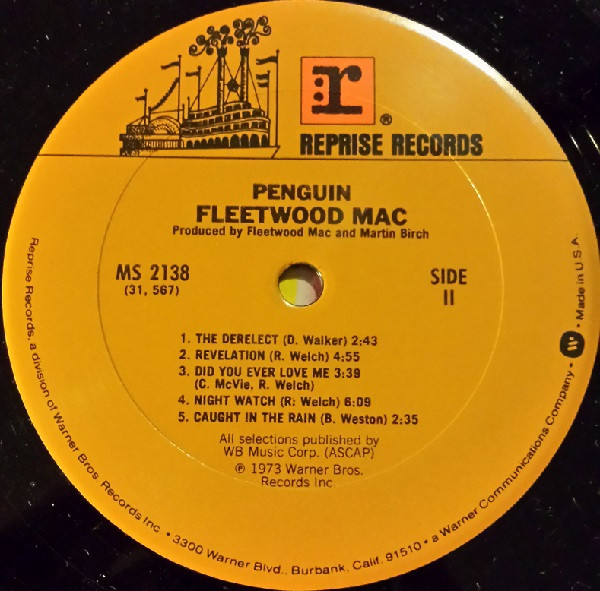 r ®
REPRISE RECORDS
PENGUIN
FLEETWOOD MAC
Produced by Fleetwood Mac and Martin Birch
MS 2138
(31, 567)
SIDE
II
1. THE DERELECT (D. Walker) 2:43
2. REVELATION (R. Welch) 4:55
3. DID YOU EVER LOVE ME 3:39
(C. McVie, R. Welch)
4. NIGHT WATCH (R. Welch) 6:09
5. CAUGHT IN THE RAIN (B. Weston) 2:35
All selections published by
WB Music Corp. (ASCAP)
℗ 1973 Warner Bros.
Records Inc.
Reprise Records, a division of Warner Bros. Records Inc. • 3300 Warner Blvd., Burbank, Calif. 91510 • a Warner Communications Company • W • Made in U.S.A.